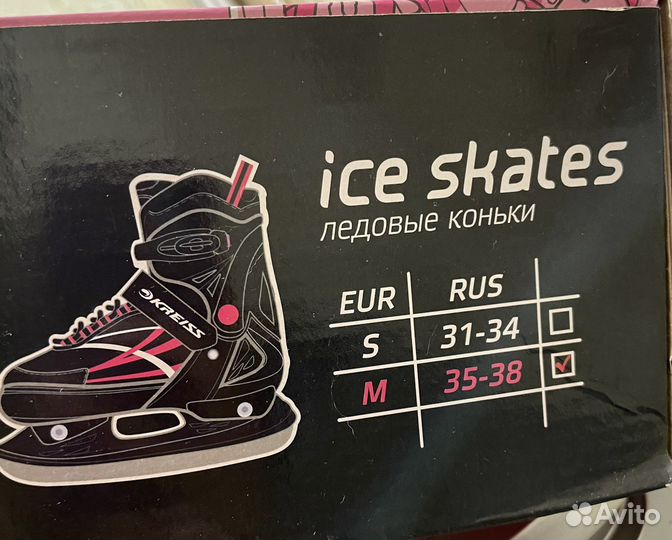 ice skates
ледовые коньки
EUR RUS
S 31-34
M 35-38
KREISS
Avito